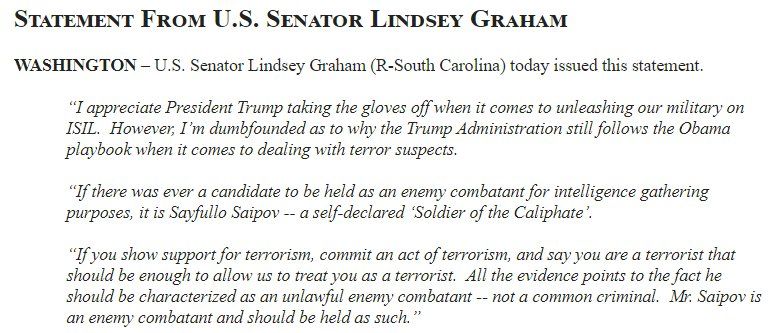 STATEMENT FROM U.S. SENATOR LINDSEY GRAHAM
WASHINGTON – U.S. Senator Lindsey Graham (R-South Carolina) today issued this statement.
“I appreciate President Trump taking the gloves off when it comes to unleashing our military on
ISIL.  However, I’m dumbfounded as to why the Trump Administration still follows the Obama
playbook when it comes to dealing with terror suspects.
“If there was ever a candidate to be held as an enemy combatant for intelligence gathering
purposes, it is Sayfullo Saipov -- a self-declared ‘Soldier of the Caliphate’.
“If you show support for terrorism, commit an act of terrorism, and say you are a terrorist that
should be enough to allow us to treat you as a terrorist.  All the evidence points to the fact he
should be characterized as an unlawful enemy combatant -- not a common criminal.  Mr. Saipov is
an enemy combatant and should be held as such.”